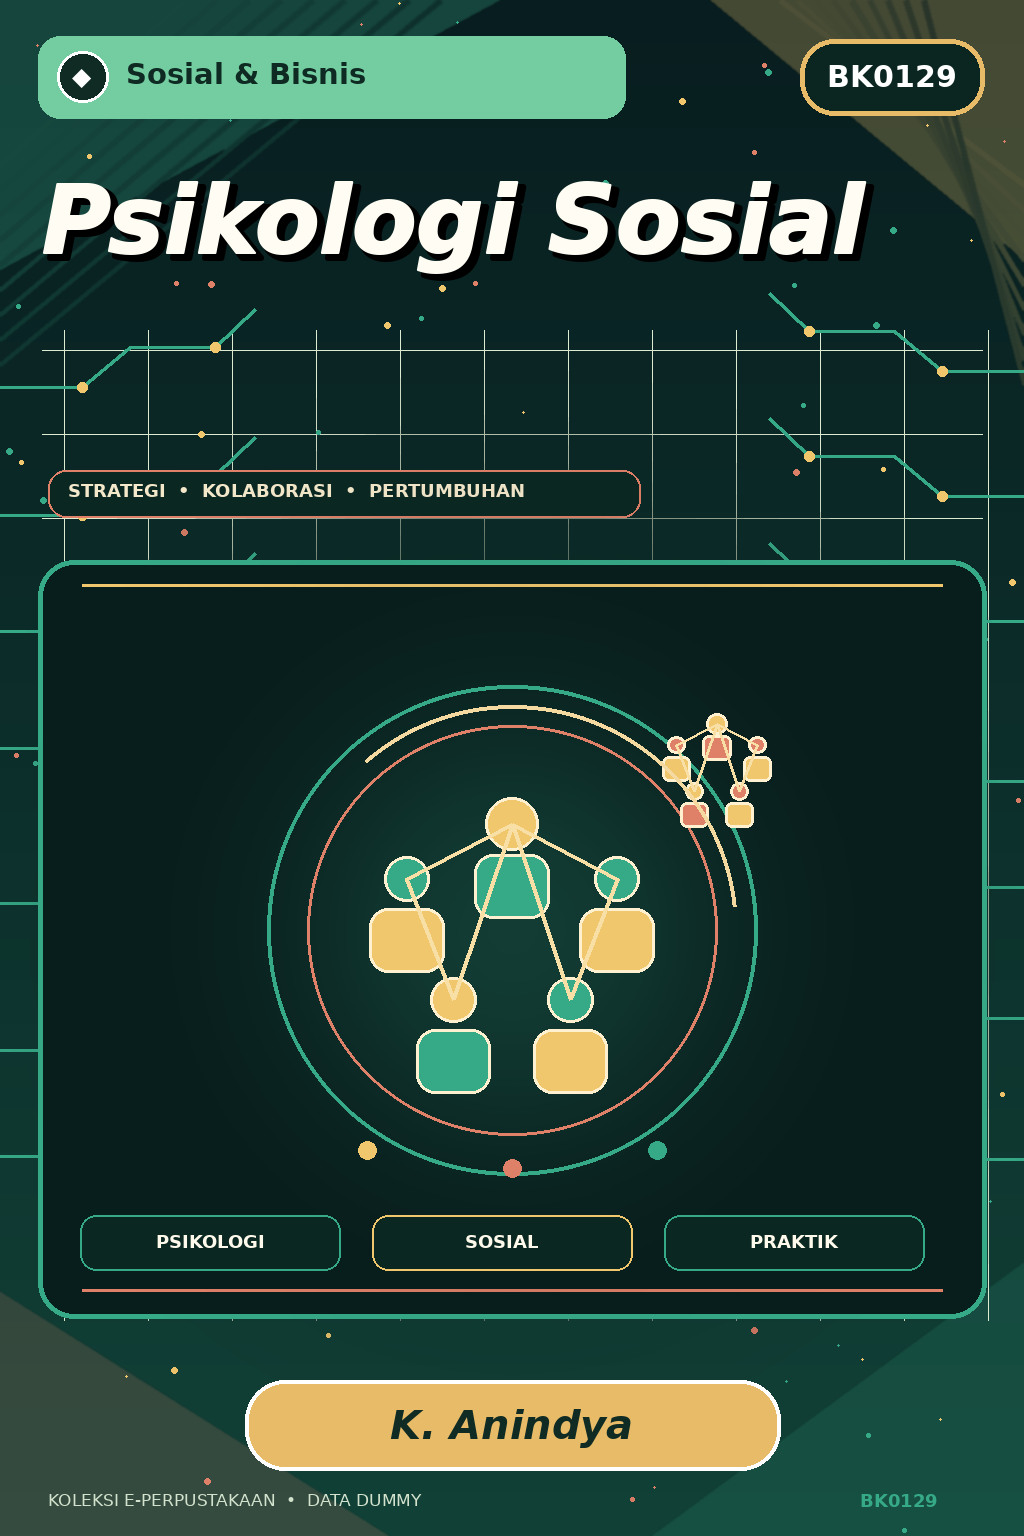 Sosial & Bisnis
BK0129
Psikologi Sosial
STRATEGI • KOLABORASI • PERTUMBUHAN
PSIKOLOGI
SOSIAL
PRAKTIK
K. Anindya
KOLEKSI E-PERPUSTAKAAN • DATA DUMMY
BK0129